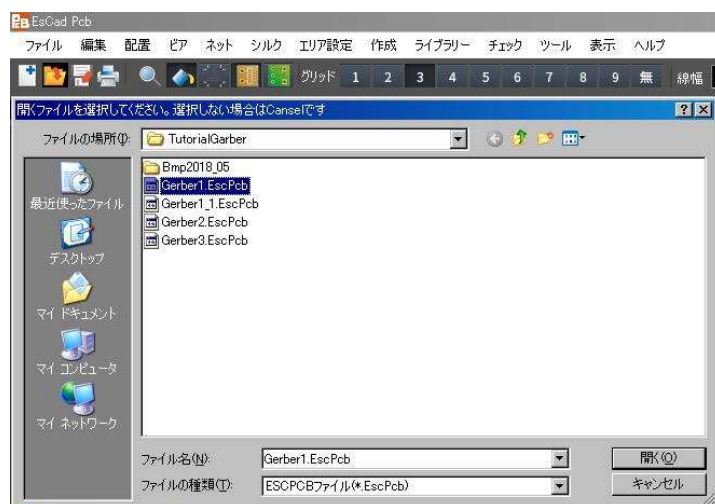 EsCad Pcb
ファイル 編集 配置 ビア ネット シルク エリア設定 作成 ライブラリー チェック ツール 表示 ヘルプ
グリッド 1 2 3 4 5 6 7 8 9 無 線幅
開くファイルを選択してください。選択しない場合はCanselです
ファイルの場所(I):
TutorialGarber
Bmp2018_05
Gerber1.EscPcb
Gerber1_1.EscPcb
Gerber2.EscPcb
Gerber3.EscPcb
最近使ったファイル
デスクトップ
マイ ドキュメント
マイ コンピュータ
マイ ネットワーク
ファイル名(N): Gerber1.EscPcb 開く(O)
ファイルの種類(T): ESCPCBファイル(*.EscPcb) キャンセル